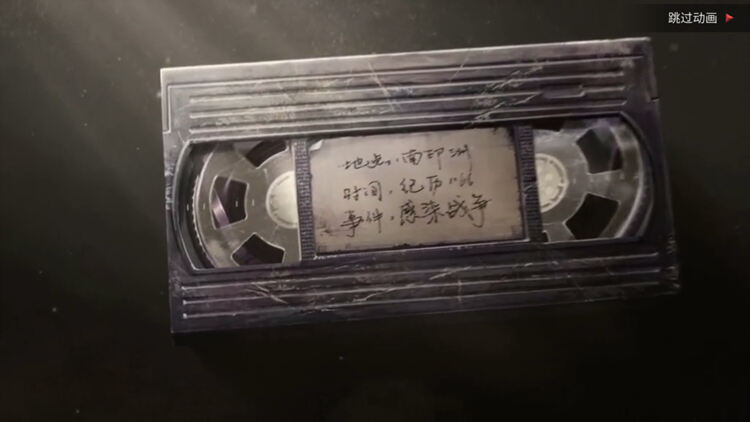 跳过动画
地点：南印洲
时间：纪历
事件：感染战争